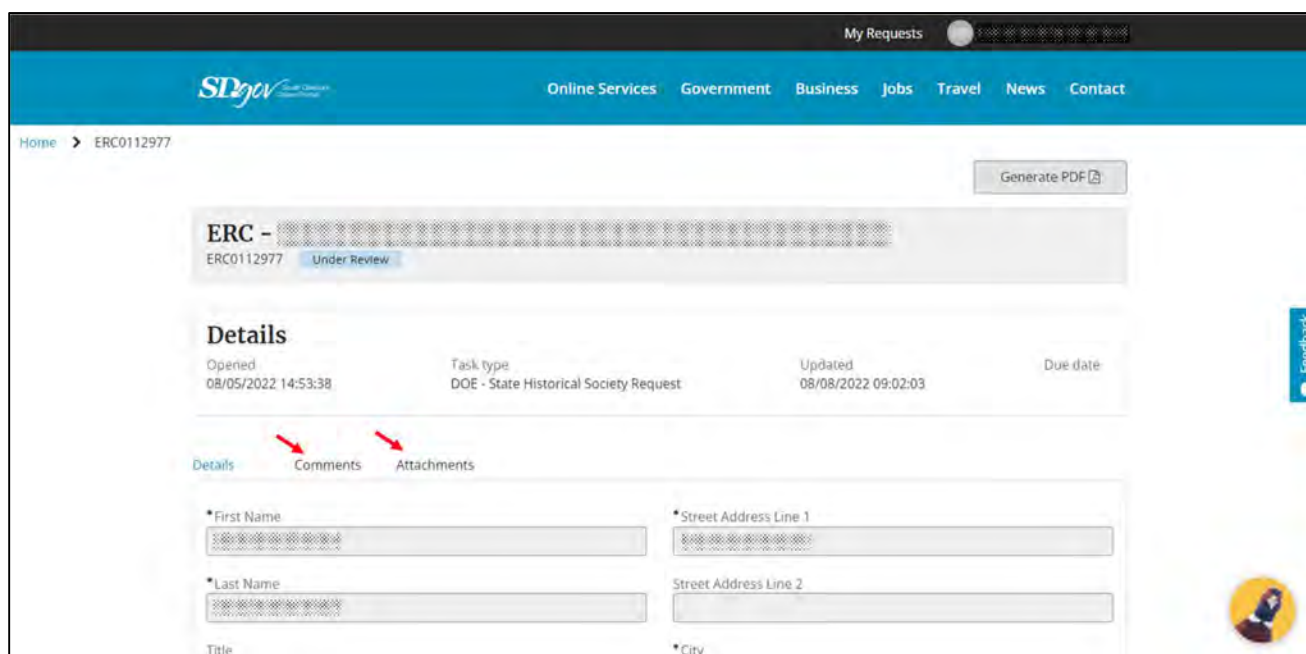 My Requests
SDgov
Online Services Government Business Jobs Travel News Contact
Home > ERC0112977
Generate PDF
ERC -
ERC0112977 Under Review
Details
Opened Task type Updated Due date
08/05/2022 14:53:38 DOE - State Historical Society Request 08/08/2022 09:02:03
Feedback
Details Comments Attachments
*First Name *Street Address Line 1
*Last Name Street Address Line 2
Title *City